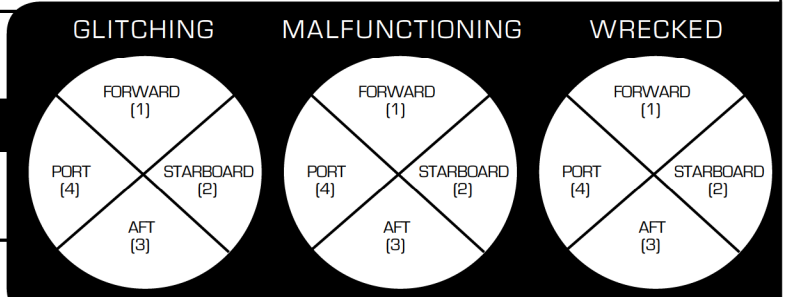 GLITCHING MALFUNCTIONING WRECKED
FORWARD
(1)
PORT
(4)
STARBOARD
(2)
AFT
(3)
FORWARD
(1)
PORT
(4)
STARBOARD
(2)
AFT
(3)
FORWARD
(1)
PORT
(4)
STARBOARD
(2)
AFT
(3)